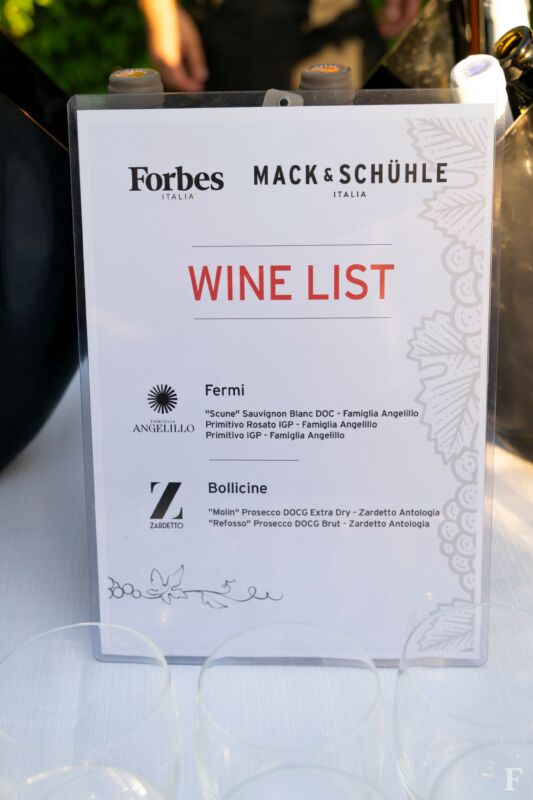 Forbes
ITALIA
MACK & SCHÜHLE
ITALIA
WINE LIST
FAMIGLIA
ANGELILLO
Fermi
"Scune" Sauvignon Blanc DOC - Famiglia Angelillo
Primitivo Rosato IGP - Famiglia Angelillo
Primitivo IGP - Famiglia Angelillo
Z
ZARDETTO
Bollicine
"Molin" Prosecco DOCG Extra Dry - Zardetto Antologia
"Refosso" Prosecco DOCG Brut - Zardetto Antologia
F